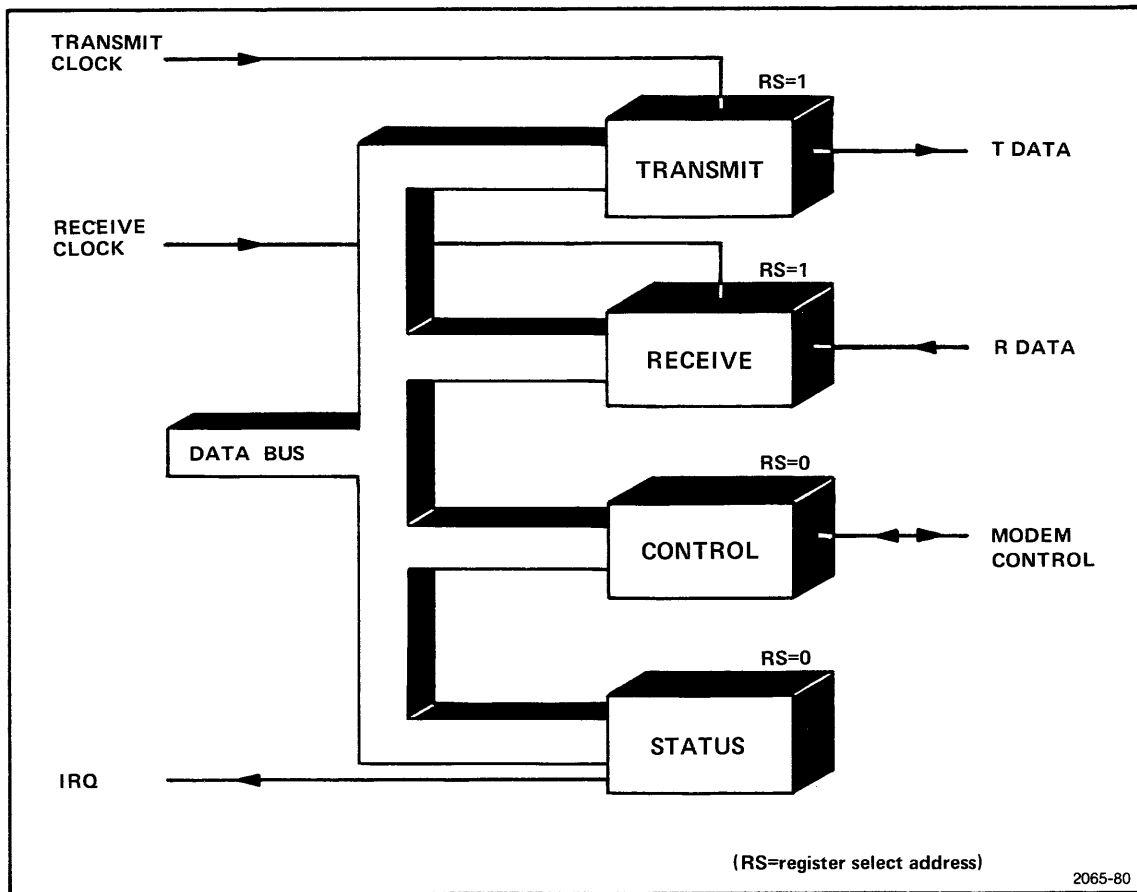 TRANSMIT
CLOCK
RS=1
TRANSMIT
T DATA
RECEIVE
CLOCK
RS=1
RECEIVE
R DATA
DATA BUS
RS=0
CONTROL
MODEM
CONTROL
RS=0
STATUS
IRQ
(RS=register select address)
2065-80